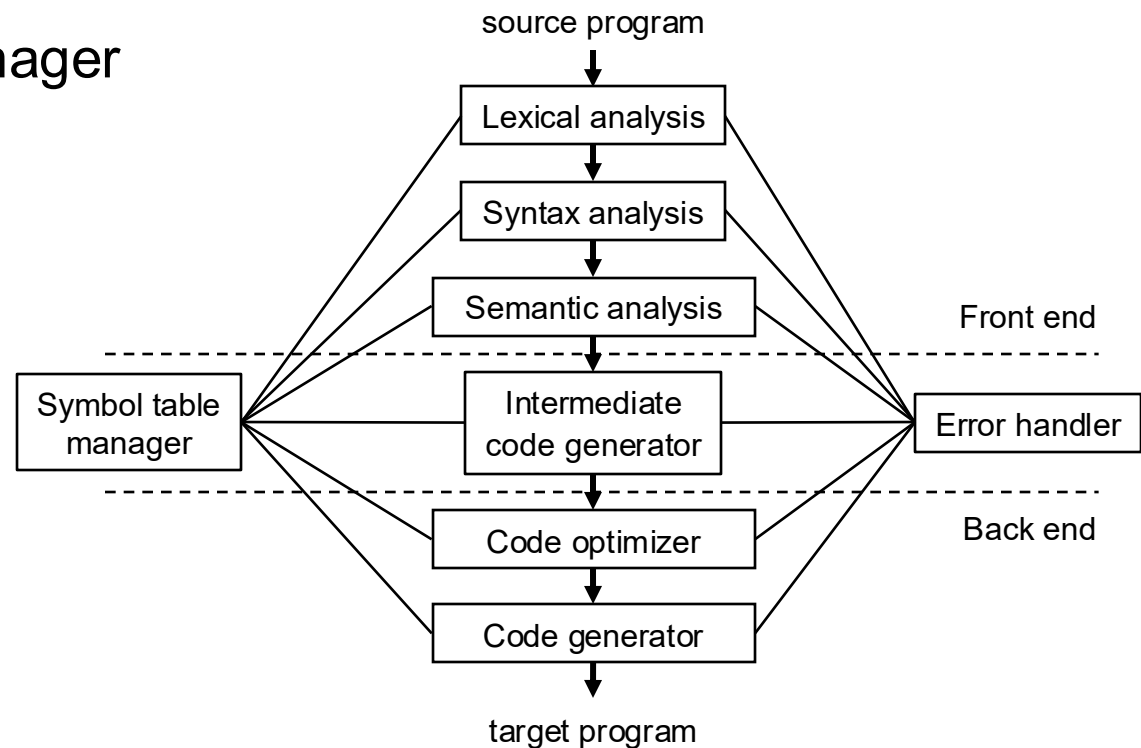 source program
Lexical analysis
Syntax analysis
Semantic analysis
Front end
Symbol table
manager
Intermediate
code generator
Error handler
Back end
Code optimizer
Code generator
target program